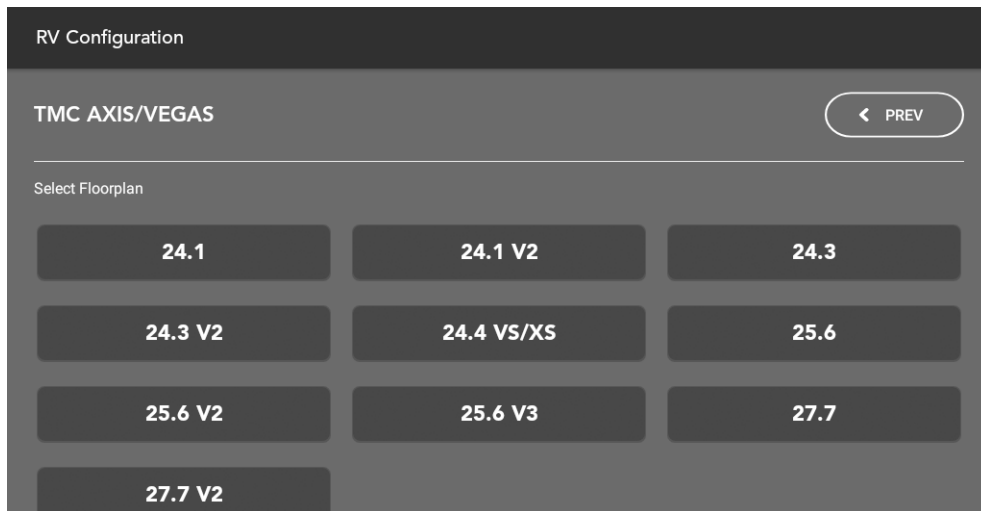 RV Configuration
TMC AXIS/VEGAS
PREV
Select Floorplan
24.1
24.1 V2
24.3
24.3 V2
24.4 VS/XS
25.6
25.6 V2
25.6 V3
27.7
27.7 V2